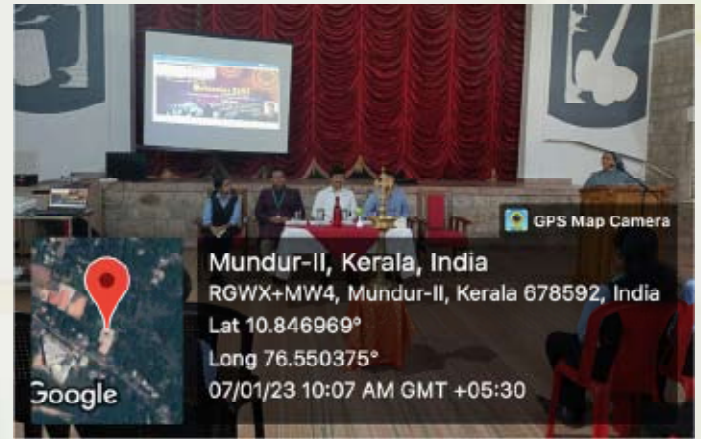 GPS Map Camera
Mundur-II, Kerala, India
RGWX+MW4, Mundur-II, Kerala 678592, India
Lat 10.846969°
Long 76.550375°
07/01/23 10:07 AM GMT +05:30
Google